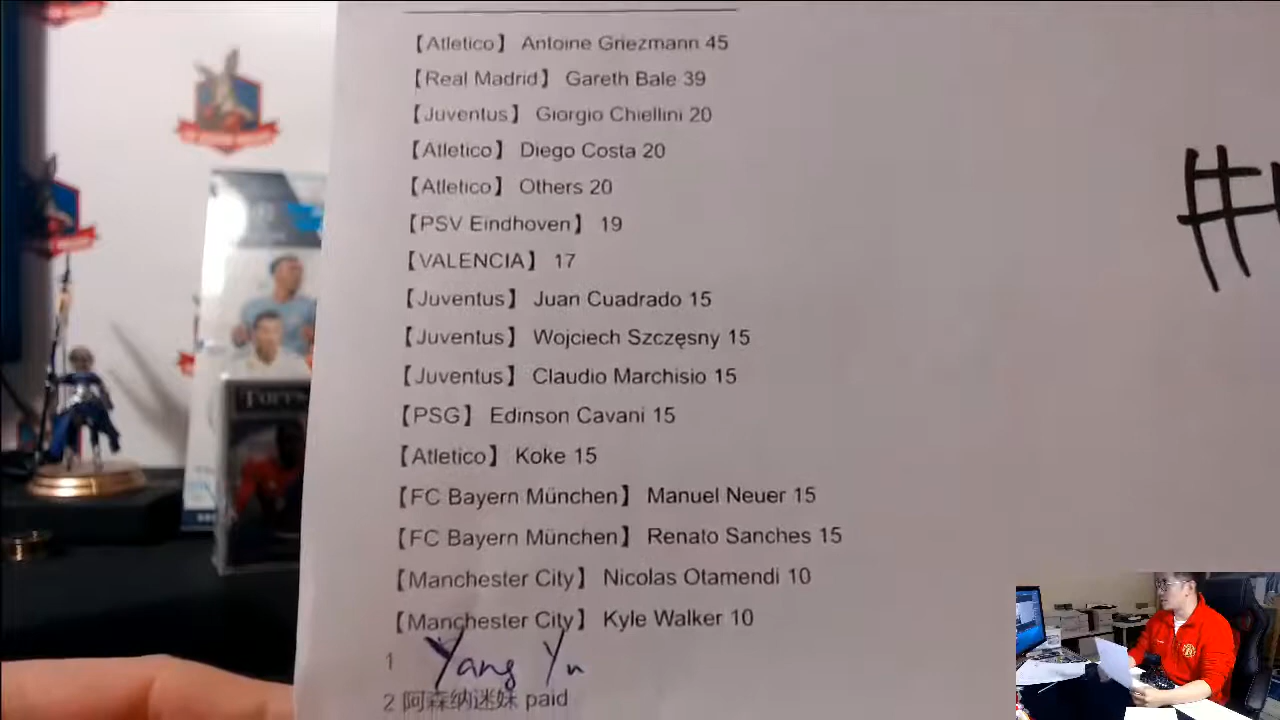 【Atletico】 Antoine Griezmann 45
【Real Madrid】 Gareth Bale 39
【Juventus】 Giorgio Chiellini 20
【Atletico】 Diego Costa 20
【Atletico】 Others 20
【PSV Eindhoven】 19
【VALENCIA】 17
【Juventus】 Juan Cuadrado 15
【Juventus】 Wojciech Szczęsny 15
【Juventus】 Claudio Marchisio 15
【PSG】 Edinson Cavani 15
【Atletico】 Koke 15
【FC Bayern München】 Manuel Neuer 15
【FC Bayern München】 Renato Sanches 15
【Manchester City】 Nicolas Otamendi 10
【Manchester City】 Kyle Walker 10
1 Yang Yu
2 阿森纳迷妹 paid